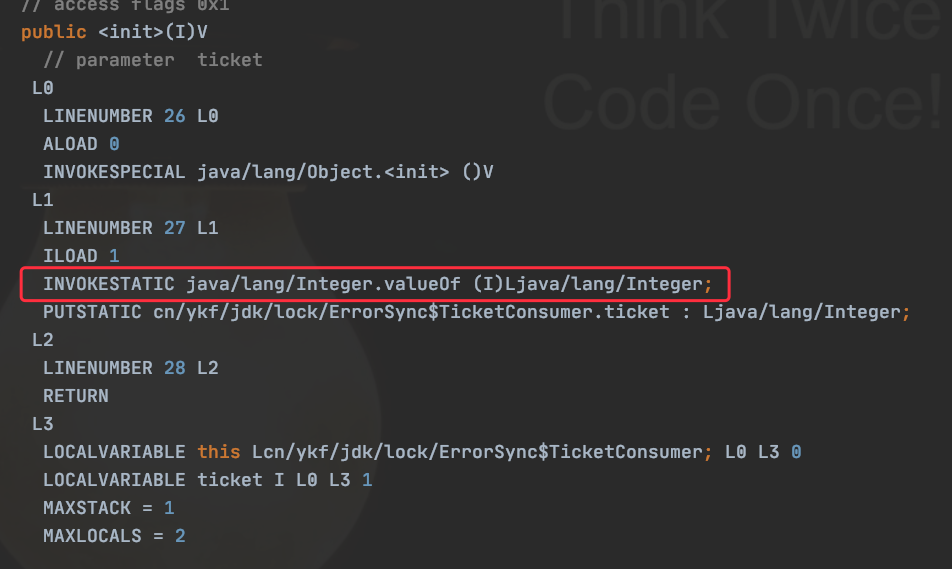 // access flags 0x1
public <init>(I)V
// parameter  ticket
L0
LINENUMBER 26 L0
ALOAD 0
INVOKESPECIAL java/lang/Object.<init> ()V
L1
LINENUMBER 27 L1
ILOAD 1
INVOKESTATIC java/lang/Integer.valueOf (I)Ljava/lang/Integer;
PUTSTATIC cn/ykf/jdk/lock/ErrorSync$TicketConsumer.ticket : Ljava/lang/Integer;
L2
LINENUMBER 28 L2
RETURN
L3
LOCALVARIABLE this Lcn/ykf/jdk/lock/ErrorSync$TicketConsumer; L0 L3 0
LOCALVARIABLE ticket I L0 L3 1
MAXSTACK = 1
MAXLOCALS = 2
Think Twice
Code Once!